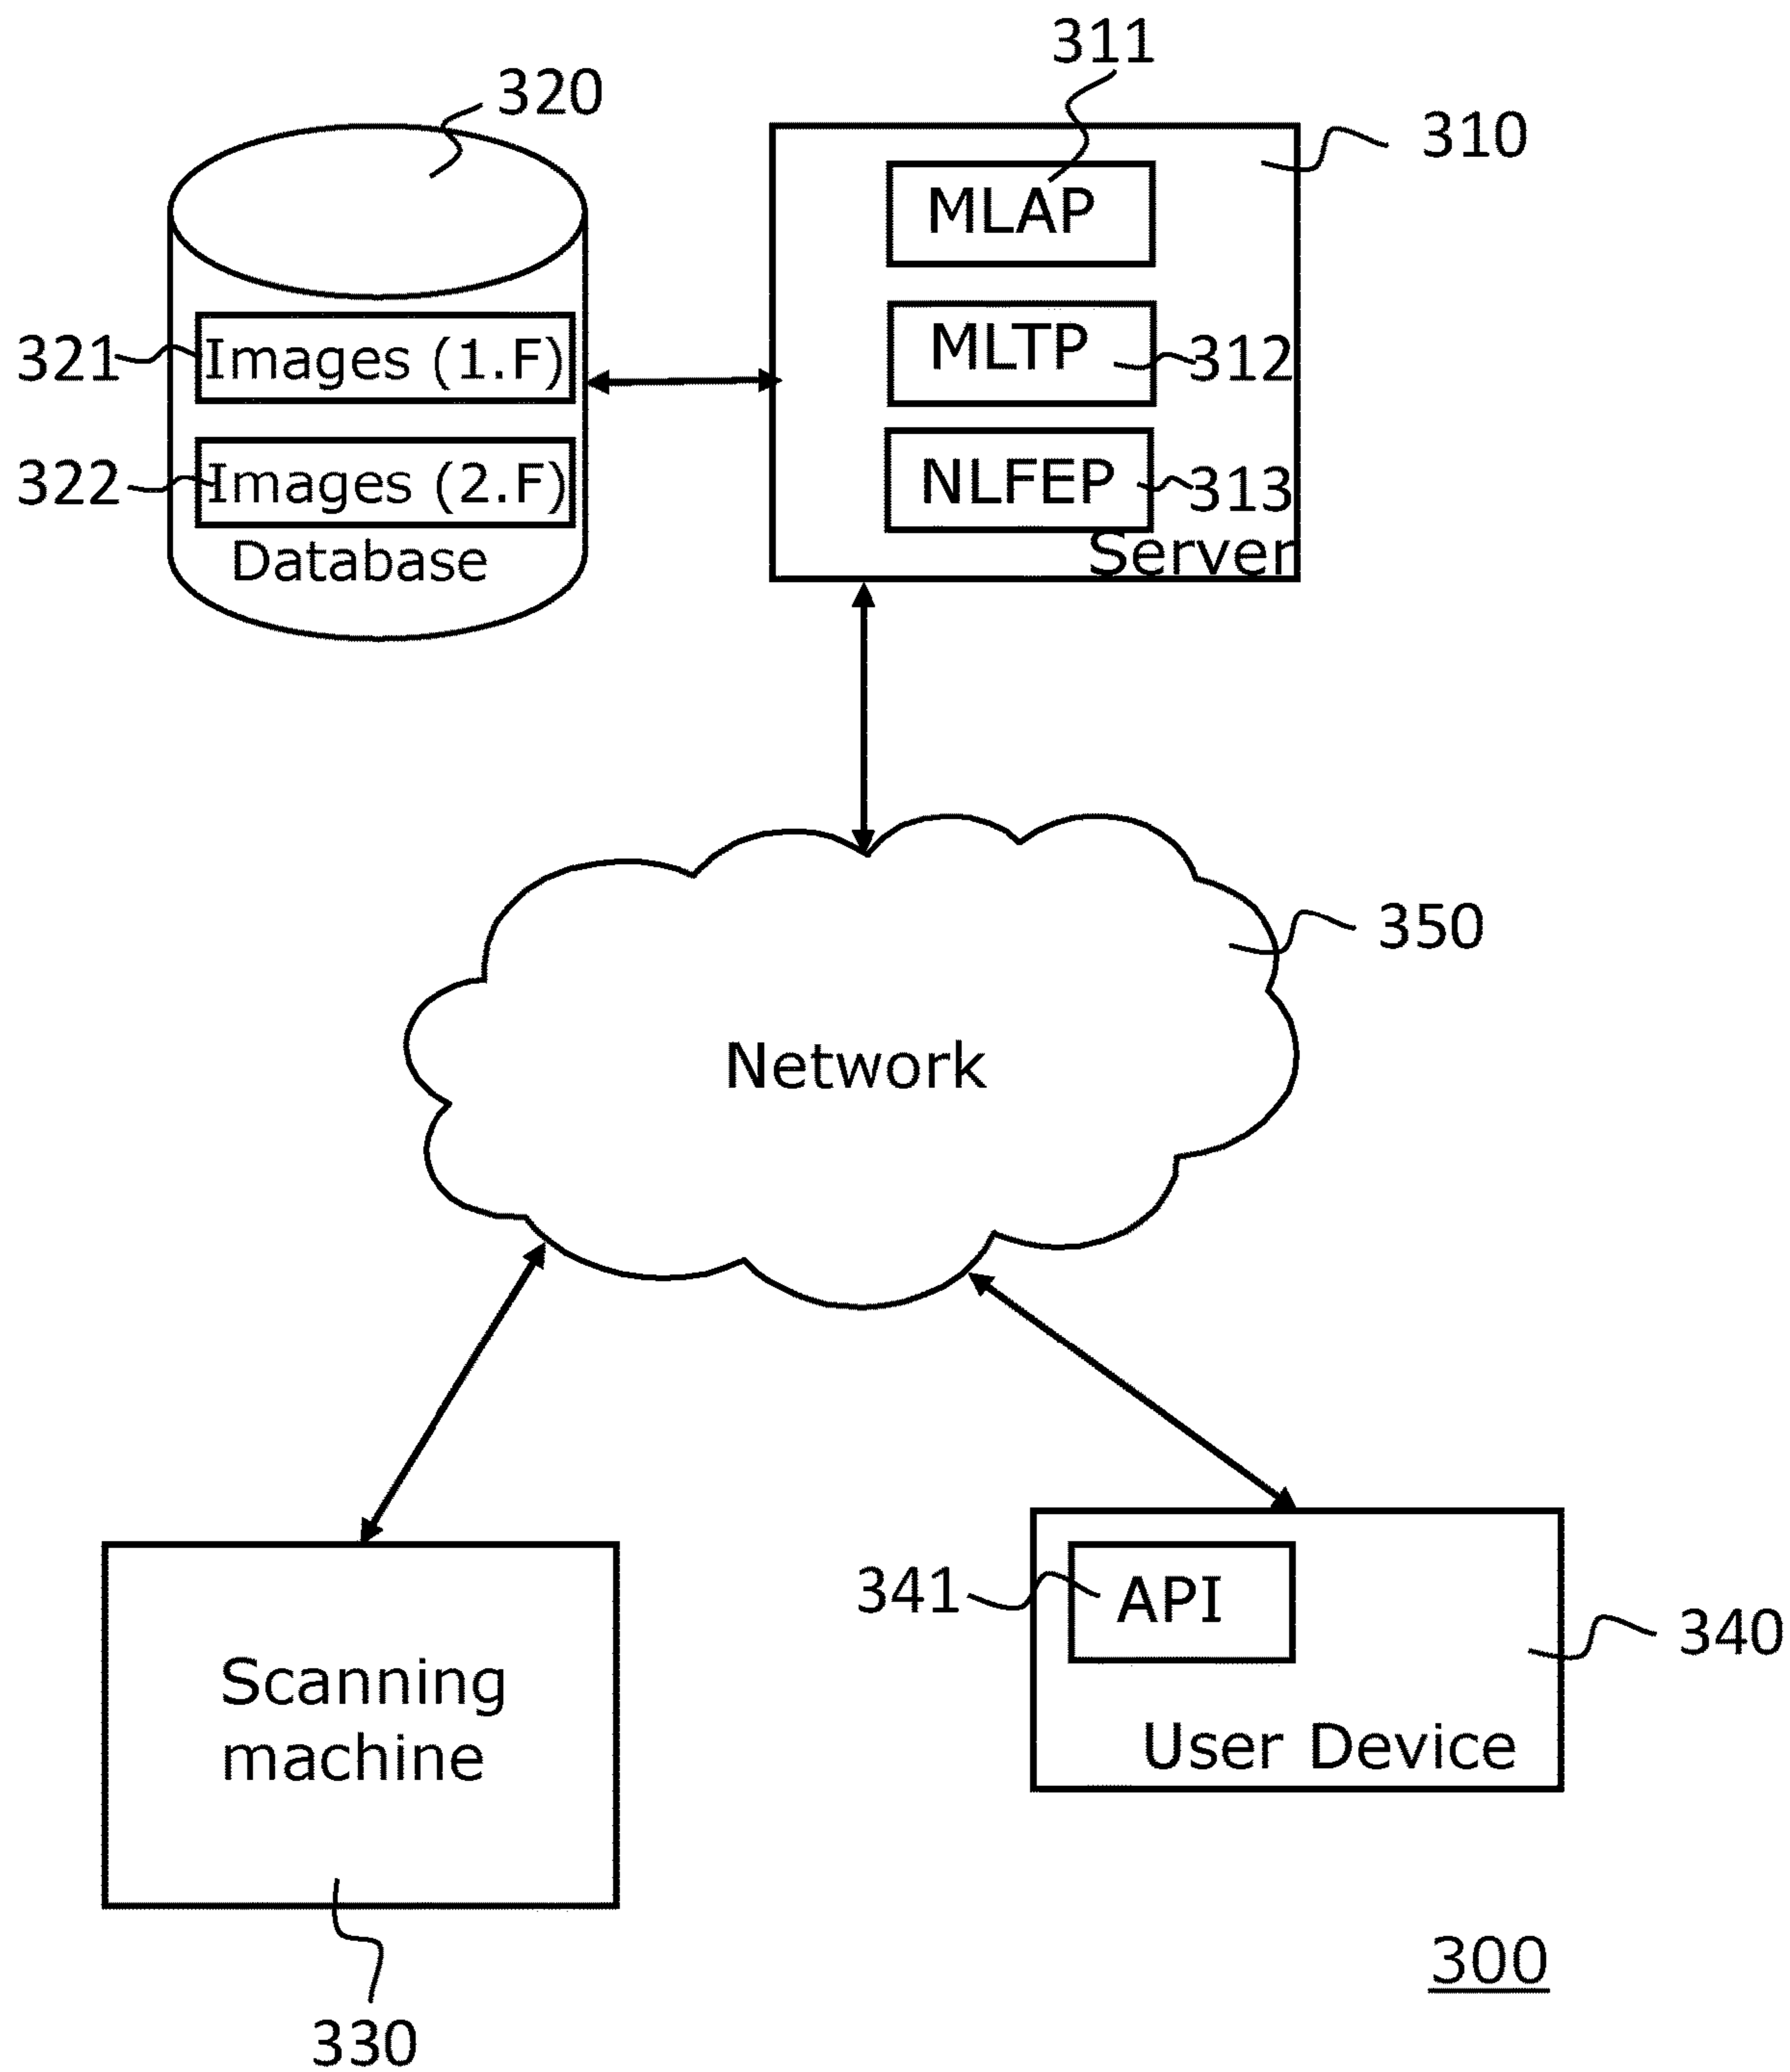 311
320
310
MLAP
321
Images (1.F)
MLTP
312
322
Images (2.F)
NLFEP
313
Database
Server
350
Network
341
API
340
Scanning
machine
User Device
300
330